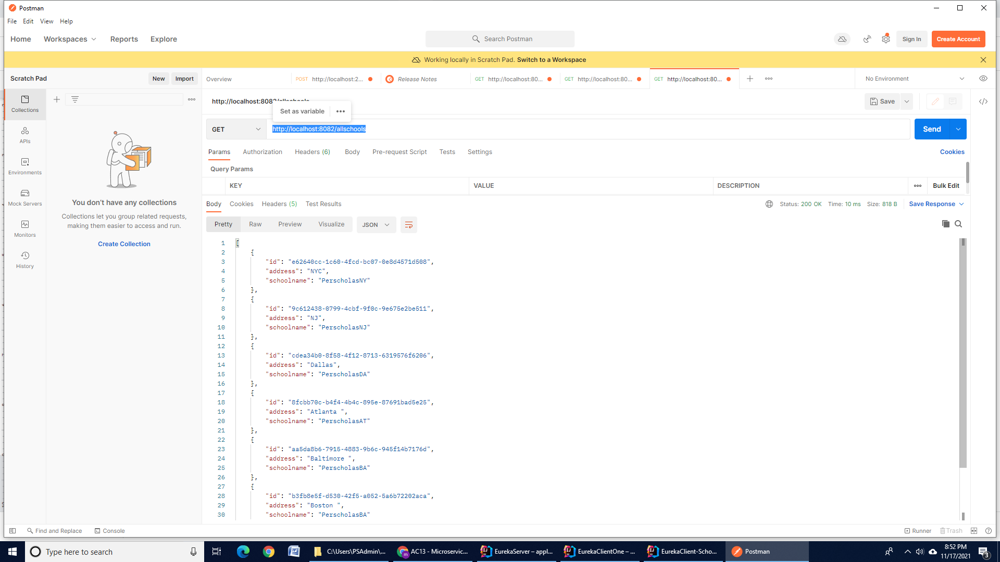 Postman
File Edit View Help
Home Workspaces Reports Explore
Search Postman
Sign In
Create Account
Working locally in Scratch Pad. Switch to a Workspace
Scratch Pad
New
Import
Overview
POST http://localhost:2...
Release Notes
GET http://localhost:80...
GET http://localhost:80...
GET http://localhost:80...
No Environment
http://localhost:8082/allschools
Save
Set as variable
GET
http://localhost:8082/allschools
Send
Params Authorization Headers (6) Body Pre-request Script Tests Settings
Cookies
Query Params
KEY VALUE DESCRIPTION
Bulk Edit
Collections
APIs
Environments
Mock Servers
Monitors
History
You don't have any collections
Collections let you group related requests,
making them easier to access and run.
Create Collection
Body Cookies Headers (5) Test Results
Status: 200 OK Time: 10 ms Size: 818 B
Save Response
Pretty Raw Preview Visualize JSON
1 [
2 {
3 "id": "e62640cc-1c60-4fcd-bc07-0e8d4571d508",
4 "address": "NYC",
5 "schoolname": "PerscholasNY"
6 },
7 {
8 "id": "9c612438-0799-4cbf-9f0c-9e675e2be511",
9 "address": "NJ",
10 "schoolname": "PerscholasNJ"
11 },
12 {
13 "id": "cdea34b0-8f58-4f12-8713-6319576f6206",
14 "address": "Dallas",
15 "schoolname": "PerscholasDA"
16 },
17 {
18 "id": "8fcbb70c-b4f4-4b4c-895e-87691bad5e25",
19 "address": "Atlanta ",
20 "schoolname": "PerscholasAT"
21 },
22 {
23 "id": "aa5da8b6-7915-4883-9b6c-945f14b7176d",
24 "address": "Baltimore ",
25 "schoolname": "PerscholasBA"
26 },
27 {
28 "id": "b3fb8e5f-d530-42f5-a052-5a6b72202aca",
29 "address": "Boston ",
30 "schoolname": "PerscholasBA"
Find and Replace
Console
Runner
Trash
Type here to search
C:\Users\PSAdmin\...
AC13 - Microservic...
EurekaServer – appl...
EurekaClientOne – ...
EurekaClient-Scho...
Postman
8:52 PM
11/17/2021
3